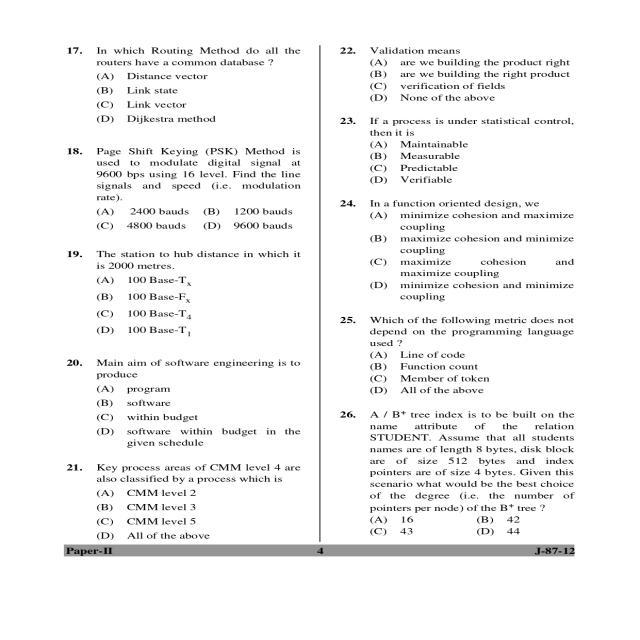 17. In which Routing Method do all the
routers have a common database ?
(A) Distance vector
(B) Link state
(C) Link vector
(D) Dijkestra method
18. Page Shift Keying (PSK) Method is
used to modulate digital signal at
9600 bps using 16 level. Find the line
signals and speed (i.e. modulation
rate).
(A) 2400 bauds (B) 1200 bauds
(C) 4800 bauds (D) 9600 bauds
19. The station to hub distance in which it
is 2000 metres.
(A) 100 Base-Tx
(B) 100 Base-Fx
(C) 100 Base-T4
(D) 100 Base-T1
20. Main aim of software engineering is to
produce
(A) program
(B) software
(C) within budget
(D) software within budget in the
given schedule
21. Key process areas of CMM level 4 are
also classified by a process which is
(A) CMM level 2
(B) CMM level 3
(C) CMM level 5
(D) All of the above
22. Validation means
(A) are we building the product right
(B) are we building the right product
(C) verification of fields
(D) None of the above
23. If a process is under statistical control,
then it is
(A) Maintainable
(B) Measurable
(C) Predictable
(D) Verifiable
24. In a function oriented design, we
(A) minimize cohesion and maximize
coupling
(B) maximize cohesion and minimize
coupling
(C) maximize cohesion and
maximize coupling
(D) minimize cohesion and minimize
coupling
25. Which of the following metric does not
depend on the programming language
used ?
(A) Line of code
(B) Function count
(C) Member of token
(D) All of the above
26. A / B+ tree index is to be built on the
name attribute of the relation
STUDENT. Assume that all students
names are of length 8 bytes, disk block
are of size 512 bytes and index
pointers are of size 4 bytes. Given this
scenario what would be the best choice
of the degree (i.e. the number of
pointers per node) of the B+ tree ?
(A) 16 (B) 42
(C) 43 (D) 44
Paper-II 4 J-87-12